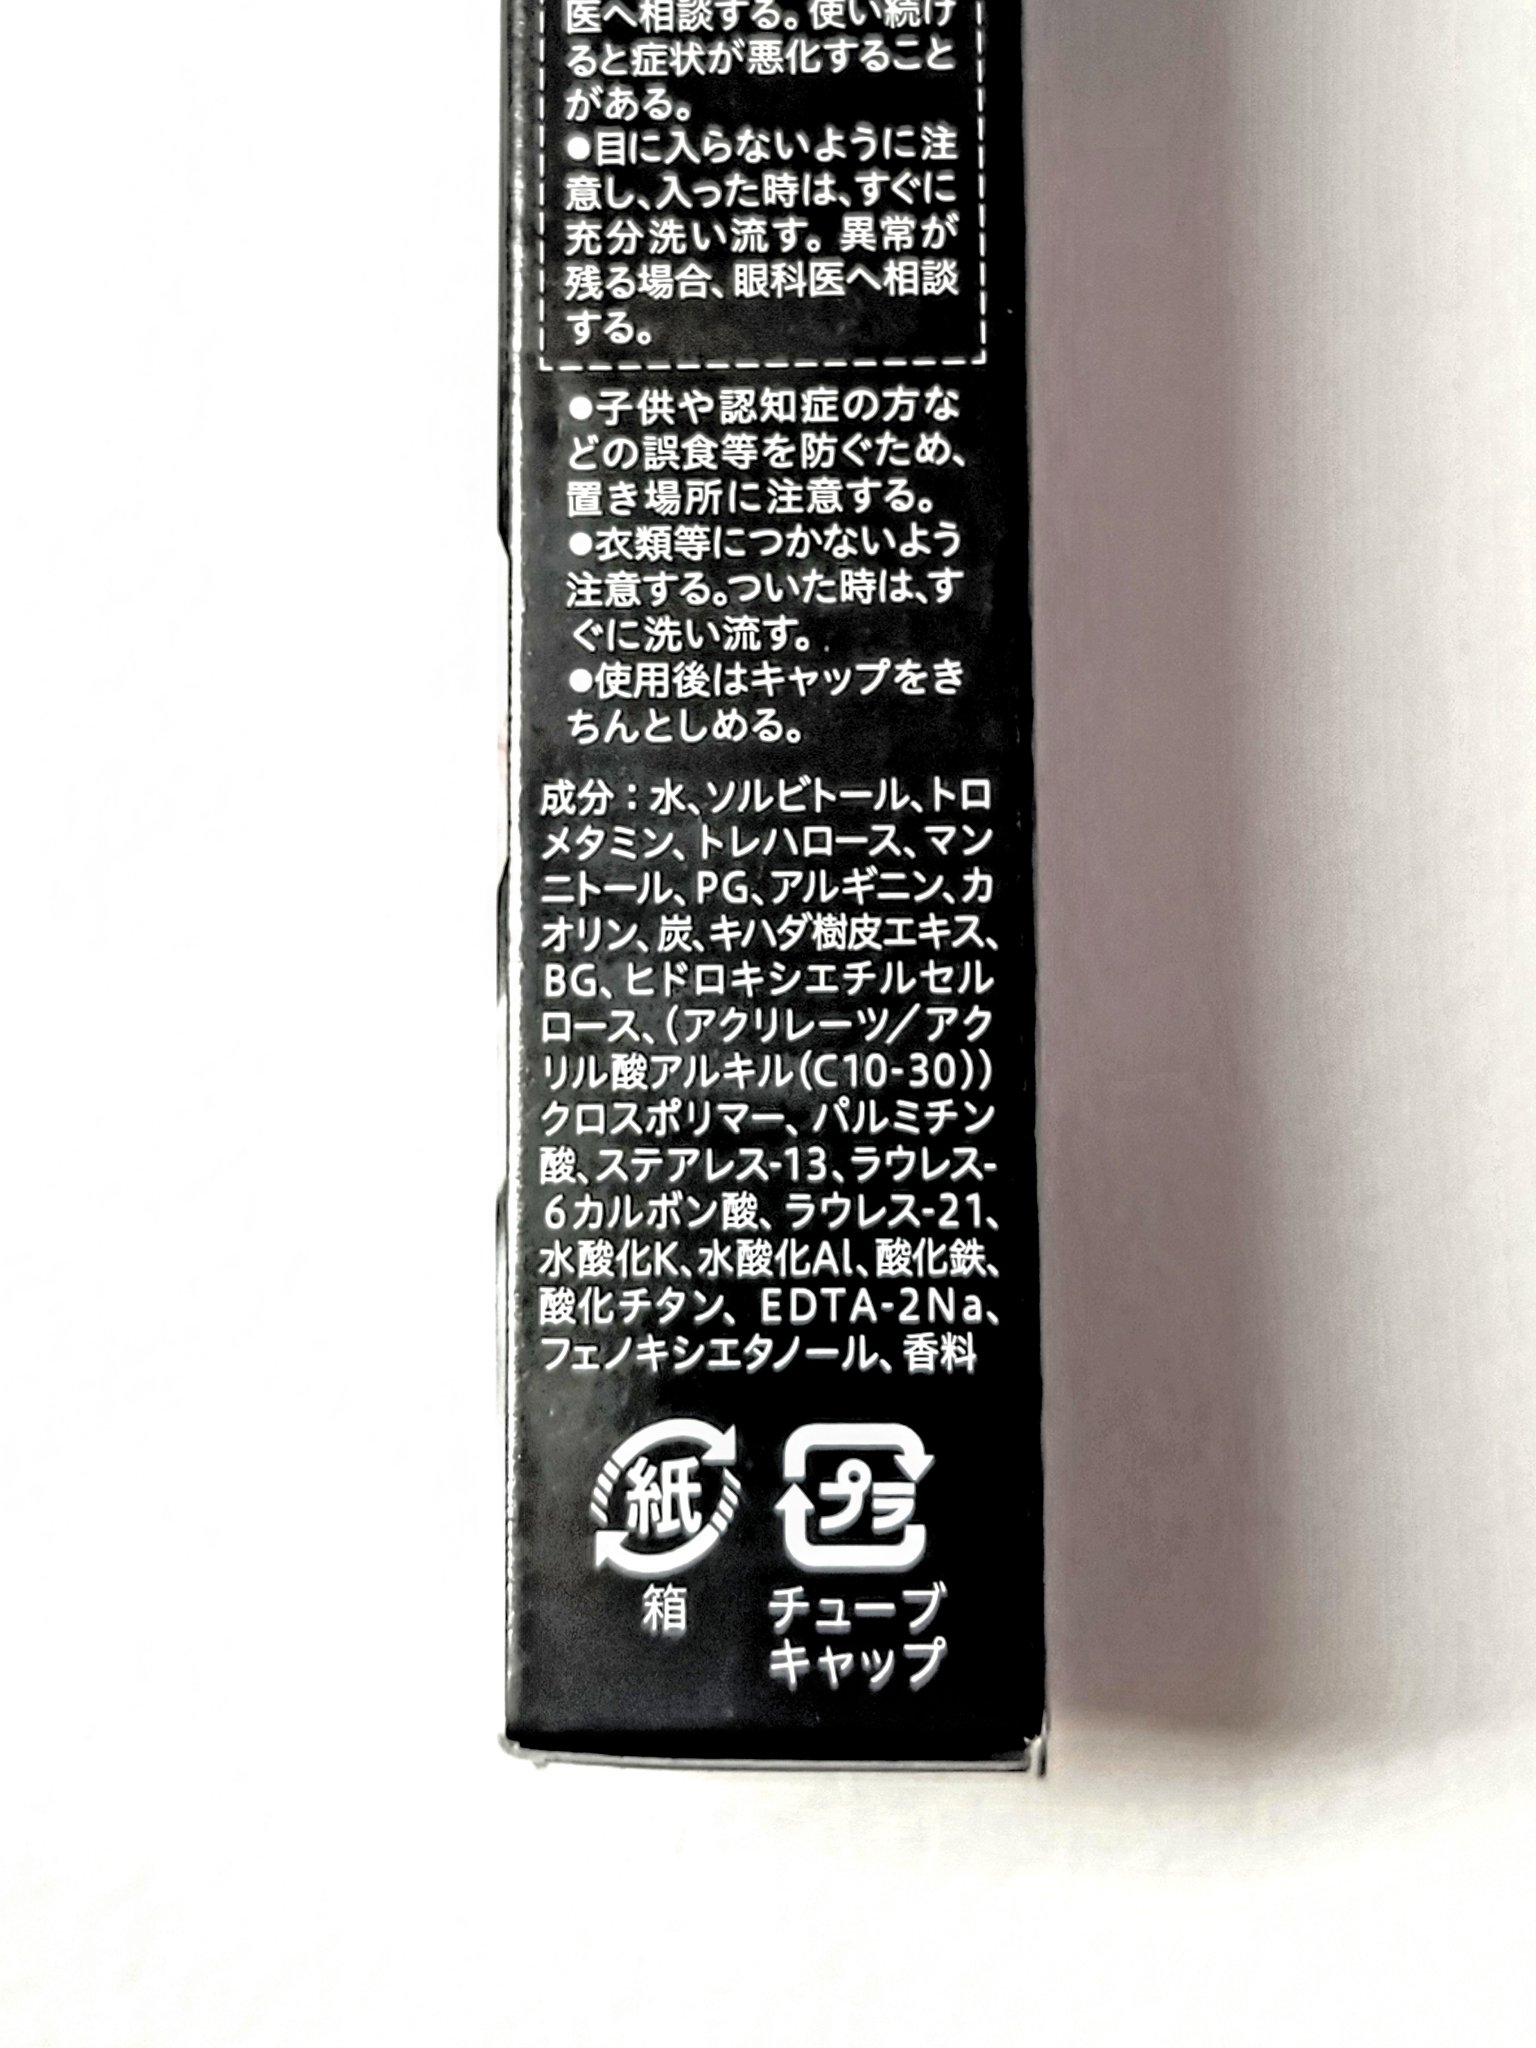 医へ相談する。使い続け
ると症状が悪化すること
がある。
●目に入らないように注
意し、入った時は、すぐに
充分洗い流す。異常が
残る場合、眼科医へ相談
する。
●子供や認知症の方な
どの誤食等を防ぐため、
置き場所に注意する。
●衣類等につかないよう
注意する。ついた時は、す
ぐに洗い流す。
●使用後はキャップをき
ちんとしめる。
成分：水、ソルビトール、トロ
メタミン、トレハロース、マン
ニトール、PG、アルギニン、カ
オリン、炭、キハダ樹皮エキス、
BG、ヒドロキシエチルセル
ロース、（アクリレーツ／アク
リル酸アルキル（C10-30））
クロスポリマー、パルミチン
酸、ステアレス-13、ラウレス-
6カルボン酸、ラウレス-21、
水酸化K、水酸化Al、酸化鉄、
酸化チタン、EDTA-2Na、
フェノキシエタノール、香料
紙 プラ
箱 チューブ
キャップ